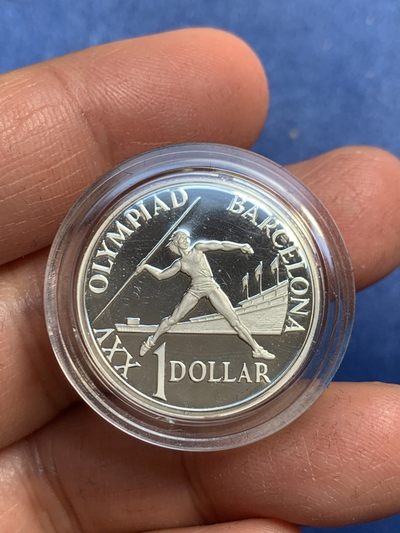 XXV OLYMPIAD BARCELONA
1 DOLLAR